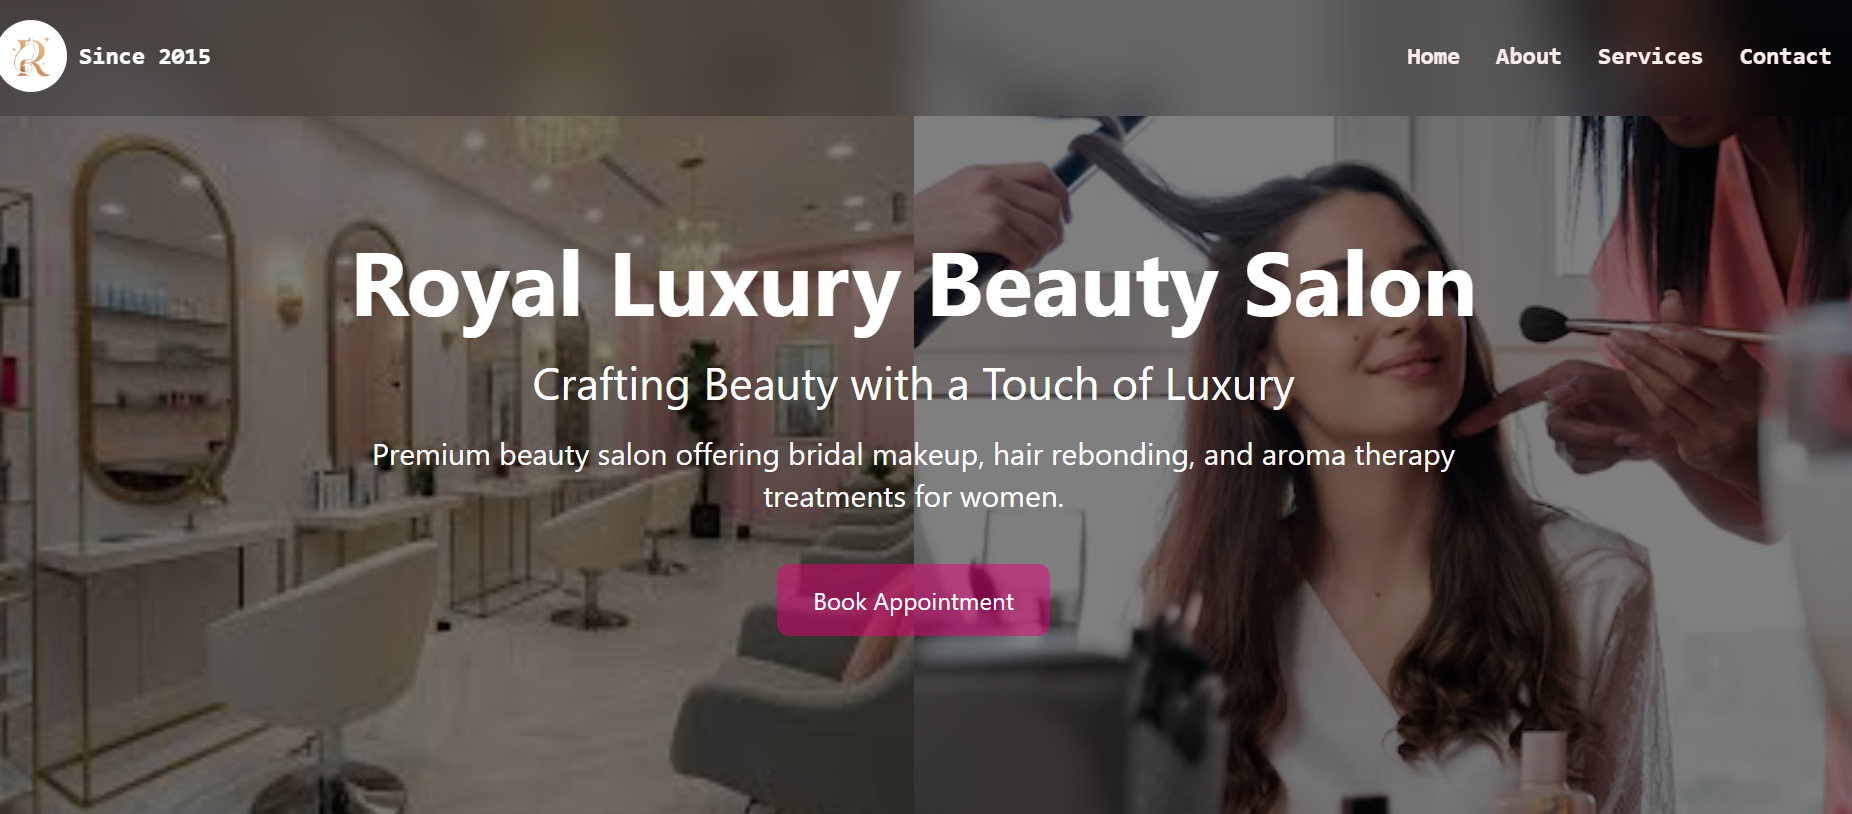 R
Since 2015
Home About Services Contact
Royal Luxury Beauty Salon
Crafting Beauty with a Touch of Luxury
Premium beauty salon offering bridal makeup, hair rebonding, and aroma therapy
treatments for women.
Book Appointment